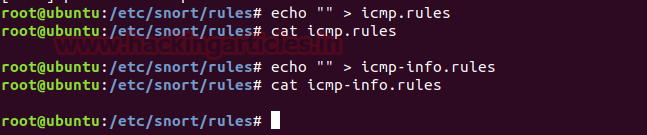 root@ubuntu:/etc/snort/rules# echo "" > icmp.rules
root@ubuntu:/etc/snort/rules# cat icmp.rules
www.hackingarticles.in
root@ubuntu:/etc/snort/rules# echo "" > icmp-info.rules
root@ubuntu:/etc/snort/rules# cat icmp-info.rules
root@ubuntu:/etc/snort/rules#